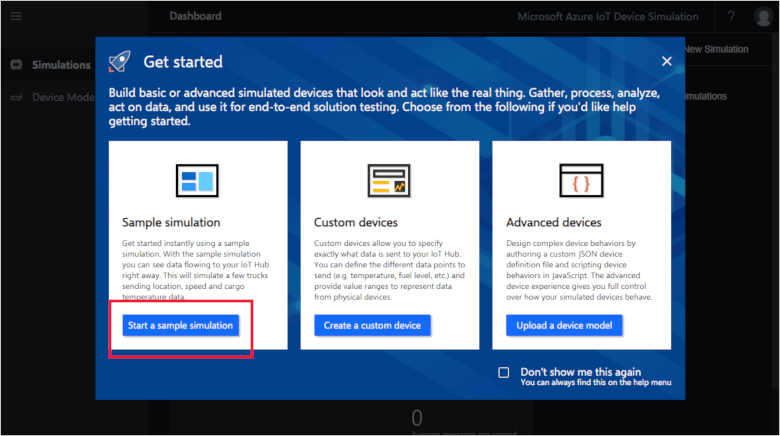 Dashboard
Microsoft Azure IoT Device Simulation
?
New Simulation
Simulations
Device Mode
Get started
Build basic or advanced simulated devices that look and act like the real thing. Gather, process, analyze,
act on data, and use it for end-to-end solution testing. Choose from the following if you'd like help
getting started.
Sample simulation
Get started instantly using a sample
simulation. With the sample simulation
you can see data flowing to your IoT Hub
right away. This will simulate a few trucks
sending location, speed and cargo
temperature data.
Start a sample simulation
Custom devices
Custom devices allow you to specify
exactly what data is sent to your IoT Hub.
You can define the different data points to
send (e.g. temperature, fuel level, etc.) and
provide value ranges to represent data
from physical devices.
Create a custom device
Advanced devices
Design complex device behaviors by
authoring a custom JSON device
definition file and scripting device
behaviors in JavaScript. The advanced
device experience gives you full control
over how your simulated devices behave.
Upload a device model
Don't show me this again
You can always find this on the help menu
0